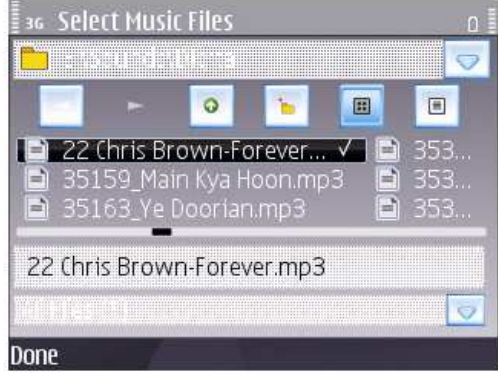 3G Select Music Files
22 Chris Brown-Forever... ✓ 353...
35159_Main Kya Hoon.mp3 353...
35163_Ye Doorian.mp3 353...
22 Chris Brown-Forever.mp3
Done